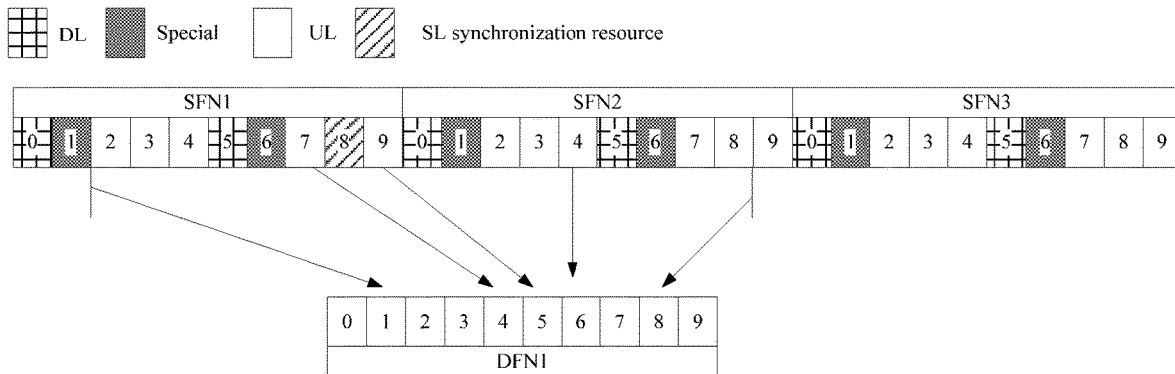 DL Special UL SL synchronization resource
SFN1 SFN2 SFN3
0 1 2 3 4 5 6 7 8 9 0 1 2 3 4 5 6 7 8 9 0 1 2 3 4 5 6 7 8 9
0 1 2 3 4 5 6 7 8 9
DFN1